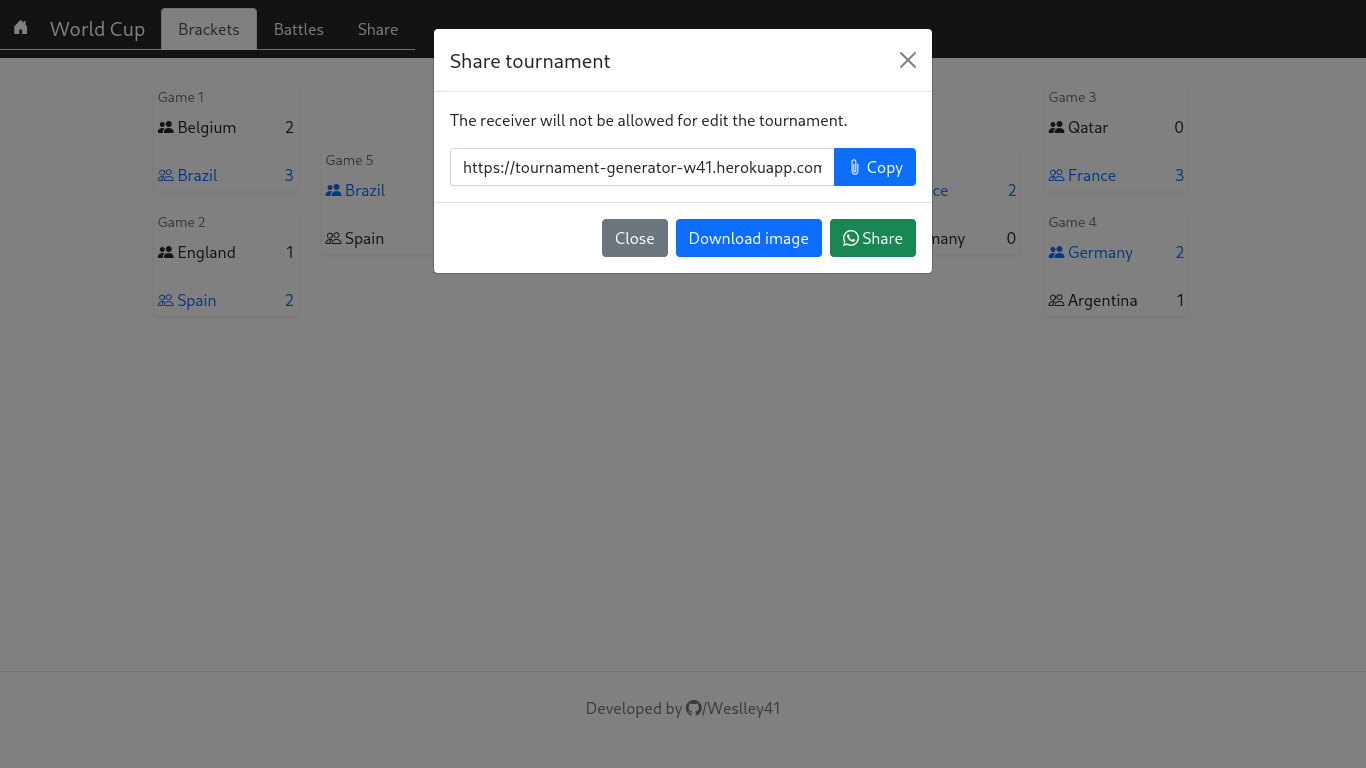 World Cup
Brackets
Battles
Share
Share tournament
The receiver will not be allowed for edit the tournament.
https://tournament-generator-w41.herokuapp.com
Copy
Close
Download image
Share
Game 1
Belgium 2
Brazil 3
Game 2
England 1
Spain 2
Game 5
Brazil
Spain
2
0
Game 3
Qatar 0
France 3
Game 4
Germany 2
Argentina 1
Developed by /Weslley41